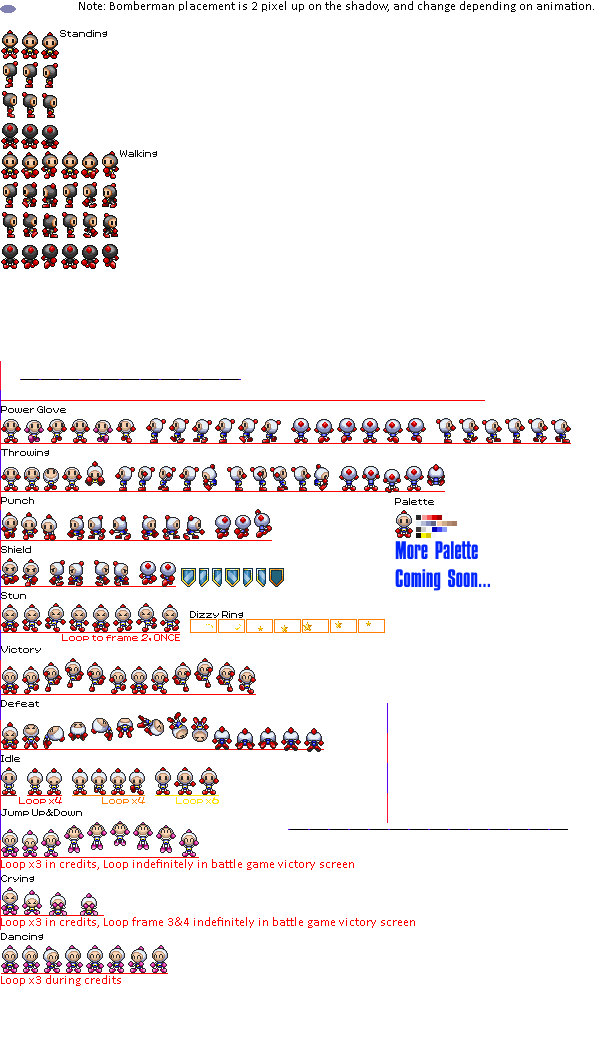 Note: Bomberman placement is 2 pixel up on the shadow, and change depending on animation.
Standing
Walking
Power Glove
Throwing
Punch
Palette
More Palette
Coming Soon...
Shield
Stun
Dizzy Ring
Loop to frame 2, ONCE
Victory
Defeat
Idle
Loop x4 Loop x4 Loop x6
Jump Up&Down
Loop x3 in credits, Loop indefinitely in battle game victory screen
Crying
Loop x3 in credits, Loop frame 3&4 indefinitely in battle game victory screen
Dancing
Loop x3 during credits